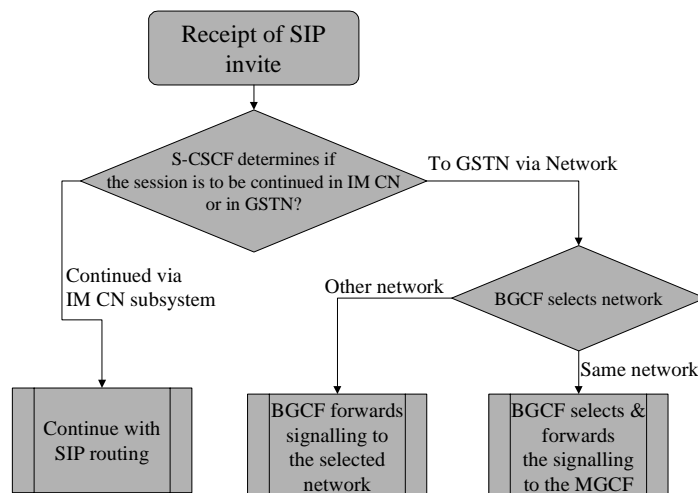 Receipt of SIP
invite
S-CSCF determines if
the session is to be continued in IM CN
or in GSTN?
To GSTN via Network
Continued via
IM CN subsystem
Other network
BGCF selects network
Same network
Continue with
SIP routing
BGCF forwards
signalling to
the selected
network
BGCF selects &
forwards
the signalling
to the MGCF